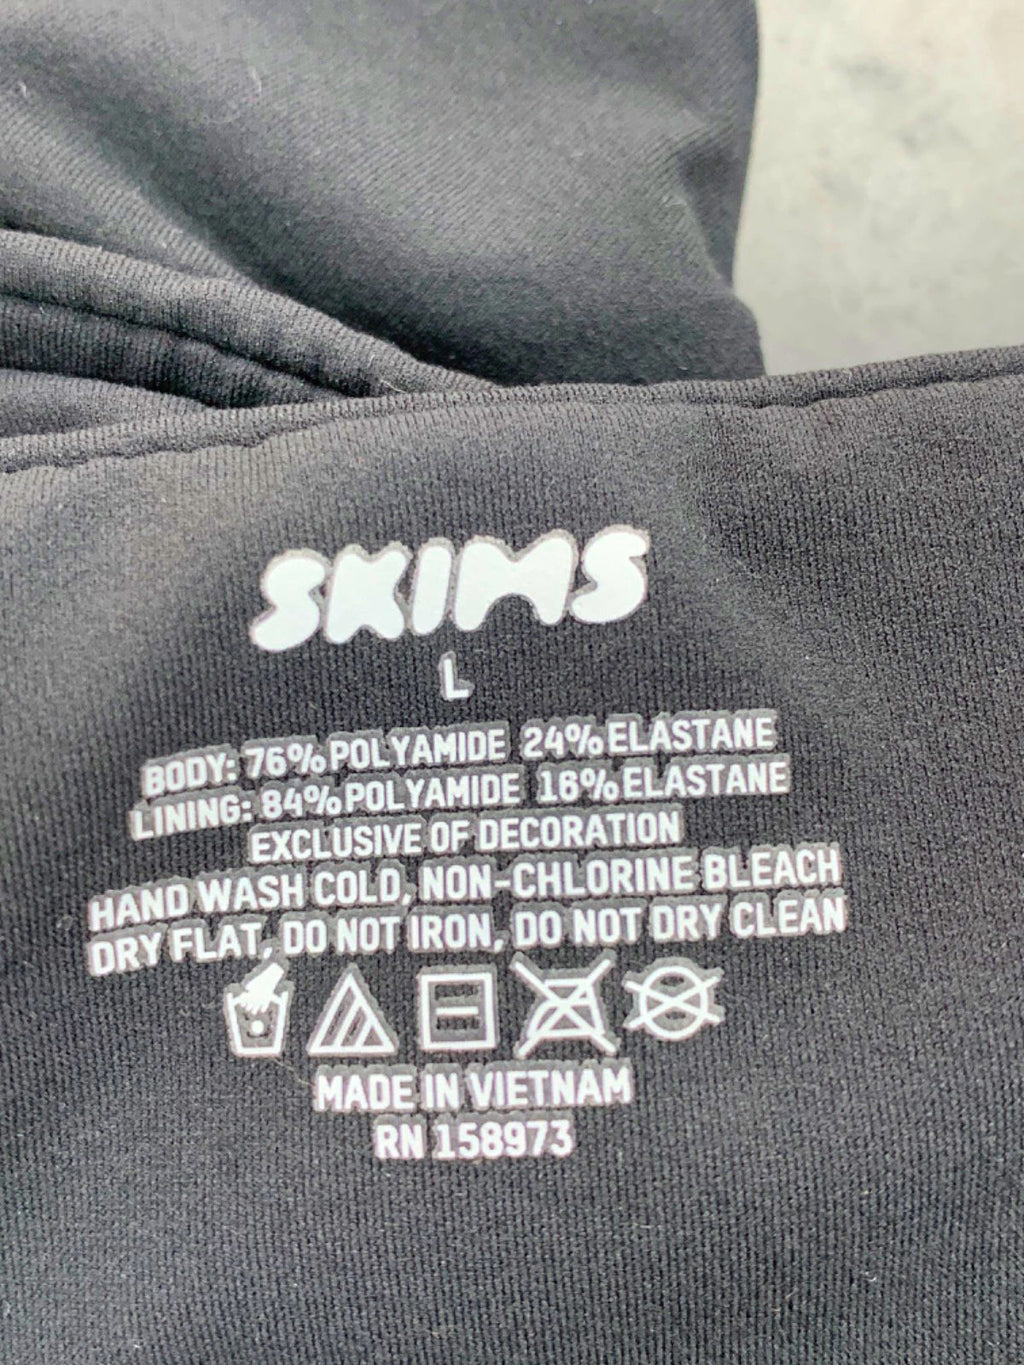 SKIMS
L
BODY: 76% POLYAMIDE 24% ELASTANE
LINING: 84% POLYAMIDE 16% ELASTANE
EXCLUSIVE OF DECORATION
HAND WASH COLD, NON-CHLORINE BLEACH
DRY FLAT, DO NOT IRON, DO NOT DRY CLEAN
MADE IN VIETNAM
RN 158973